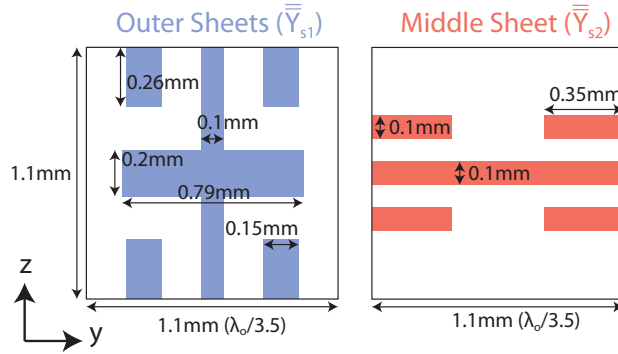 Outer Sheets (Y̿s1)
Middle Sheet (Y̿s2)
0.26mm
0.35mm
0.1mm
0.1mm
0.2mm
0.1mm
1.1mm
0.79mm
0.15mm
z
y
1.1mm (λo/3.5)
1.1mm (λo/3.5)